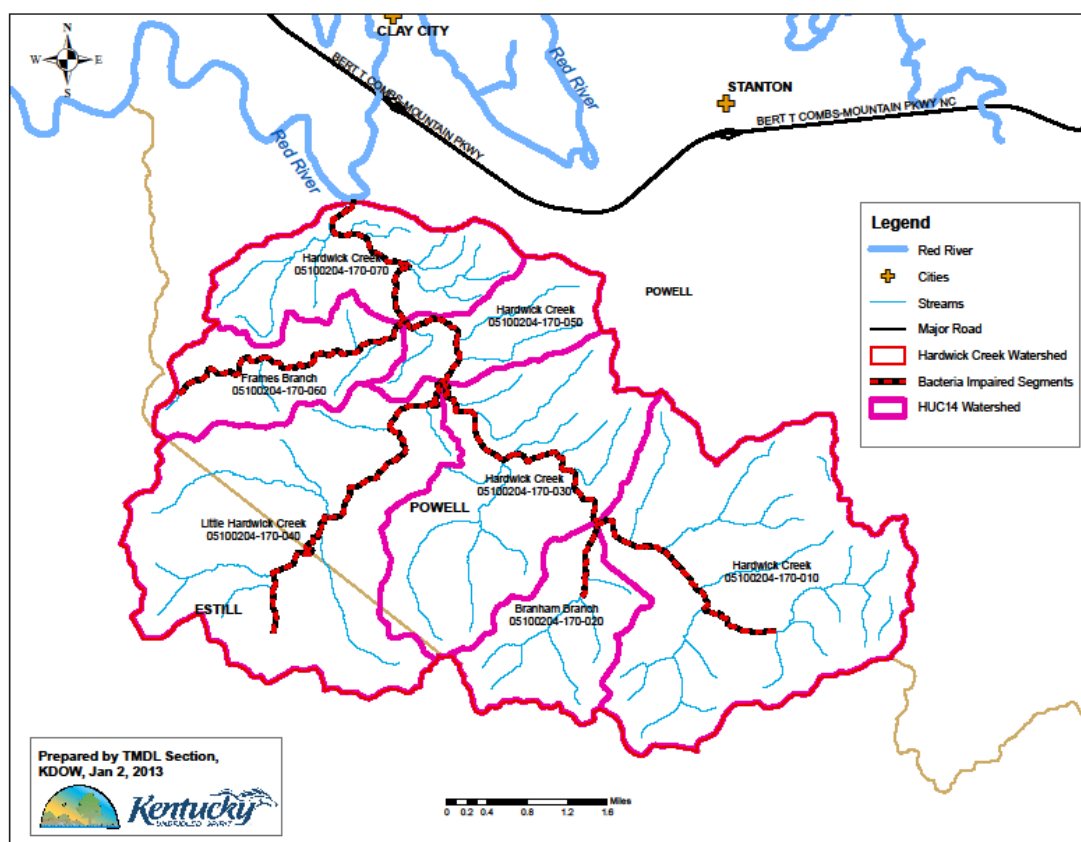 N
W E
S
CLAY CITY
Red River
STANTON
BERT T COMBS-MOUNTAIN PKWY
BERT T COMBS-MOUNTAIN PKWY NC
Red River
Legend
Red River
Cities
Streams
Major Road
Hardwick Creek Watershed
Bacteria Impaired Segments
HUC14 Watershed
Hardwick Creek
05100204-170-070
POWELL
Hardwick Creek
05100204-170-050
Frames Branch
05100204-170-060
Hardwick Creek
05100204-170-030
POWELL
Little Hardwick Creek
05100204-170-040
Hardwick Creek
05100204-170-010
ESTILL
Branham Branch
05100204-170-020
Prepared by TMDL Section,
KDOW, Jan 2, 2013
Kentucky
UNBRIDLED SPIRIT
Miles
0 0.2 0.4 0.8 1.2 1.6